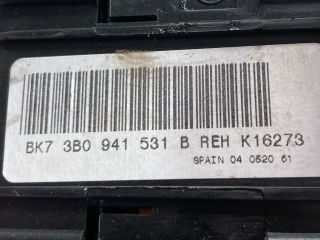 BK7 3B0 941 531 B REH K16273
SPAIN 04 0520 61